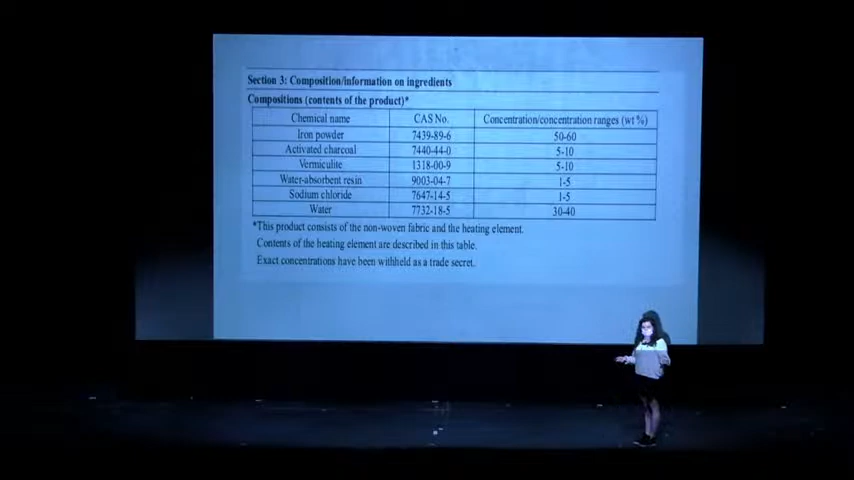 Section 3: Composition/information on ingredients
Compositions (contents of the product)*
Chemical name CAS No. Concentration/concentration ranges (wt %)
Iron powder 7439-89-6 50-60
Activated charcoal 7440-44-0 5-10
Vermiculite 1318-00-9 5-10
Water-absorbent resin 9003-04-7 1-5
Sodium chloride 7647-14-5 1-5
Water 7732-18-5 30-40
*This product consists of the non-woven fabric and the heating element.
Contents of the heating element are described in this table.
Exact concentrations have been withheld as a trade secret.